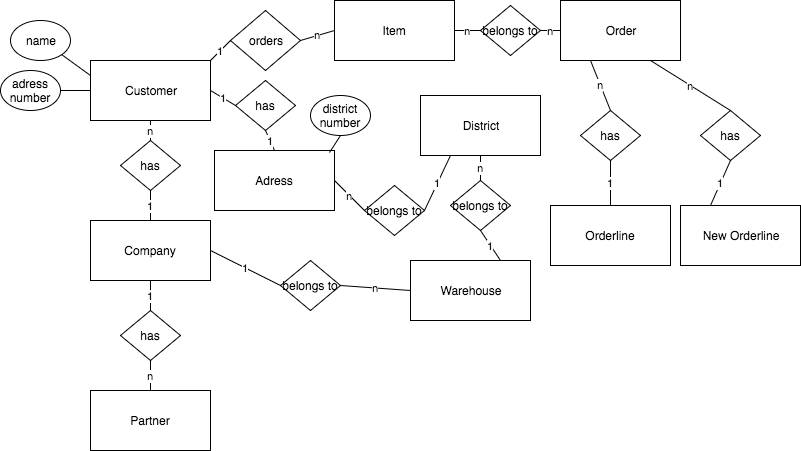 name
adress
number
Customer
1
orders
n
Item
n
belongs to
n
Order
1
has
1
district
number
Adress
n
belongs to
1
District
n
belongs to
1
Warehouse
n
has
1
Company
1
belongs to
n
1
has
n
Partner
n
has
1
Orderline
n
has
1
New Orderline